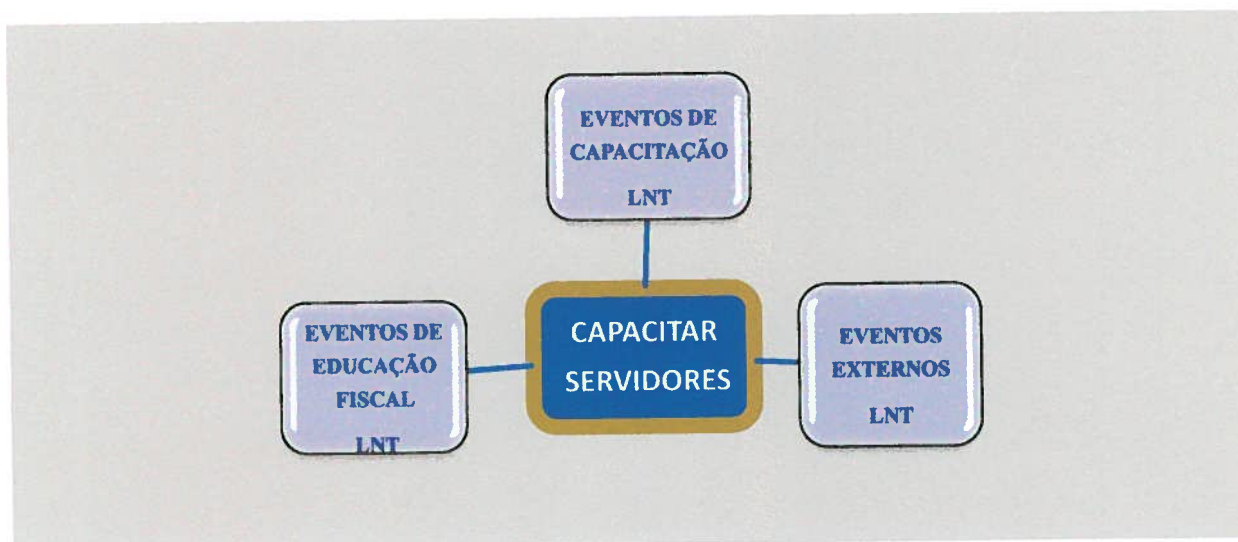 EVENTOS DE
CAPACITAÇÃO
LNT
EVENTOS DE
EDUCAÇÃO
FISCAL
LNT
CAPACITAR
SERVIDORES
EVENTOS
EXTERNOS
LNT